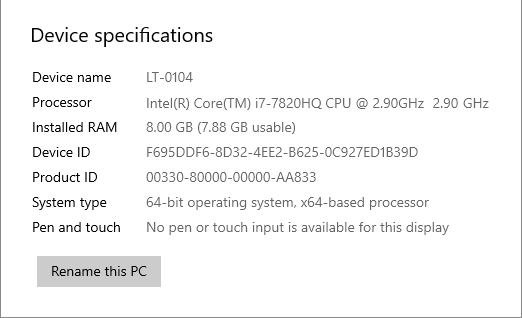 Device specifications
Device name LT-0104
Processor Intel(R) Core(TM) i7-7820HQ CPU @ 2.90GHz 2.90 GHz
Installed RAM 8.00 GB (7.88 GB usable)
Device ID F695DDF6-8D32-4EE2-B625-0C927ED1B39D
Product ID 00330-80000-00000-AA833
System type 64-bit operating system, x64-based processor
Pen and touch No pen or touch input is available for this display
Rename this PC